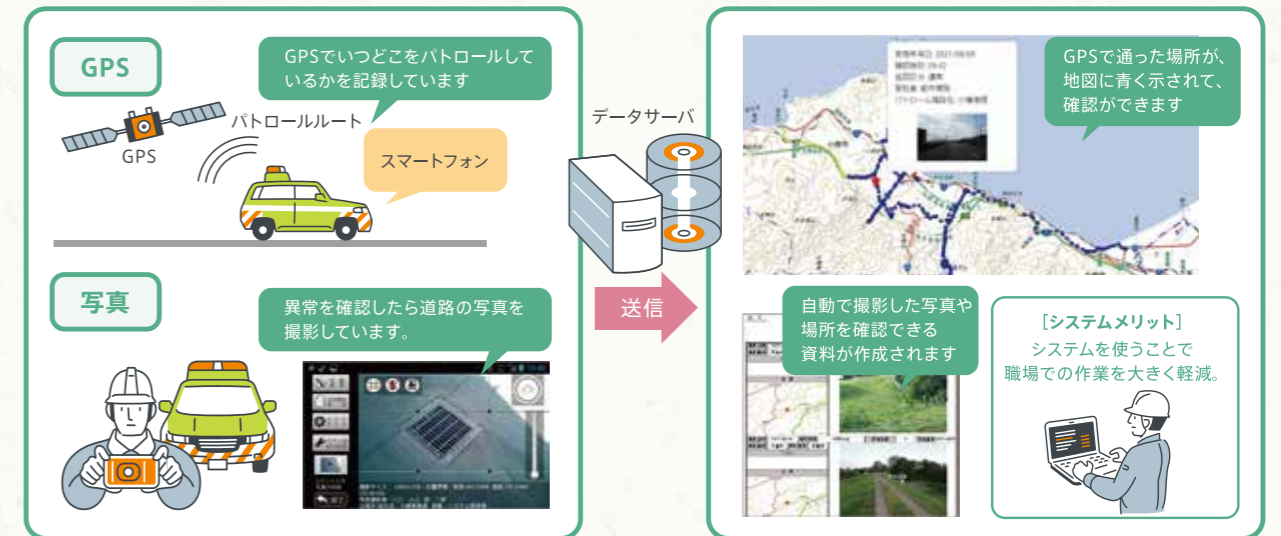 GPS
GPSでいつどこをパトロールして
いるかを記録しています
パトロールルート
GPS
スマートフォン
写真
異常を確認したら道路の写真を
撮影しています。
データサーバ
送信
GPSで通った場所が、
地図に青く示されて、
確認ができます
自動で撮影した写真や
場所を確認できる
資料が作成されます
[システムメリット]
システムを使うことで
職場での作業を大きく軽減。